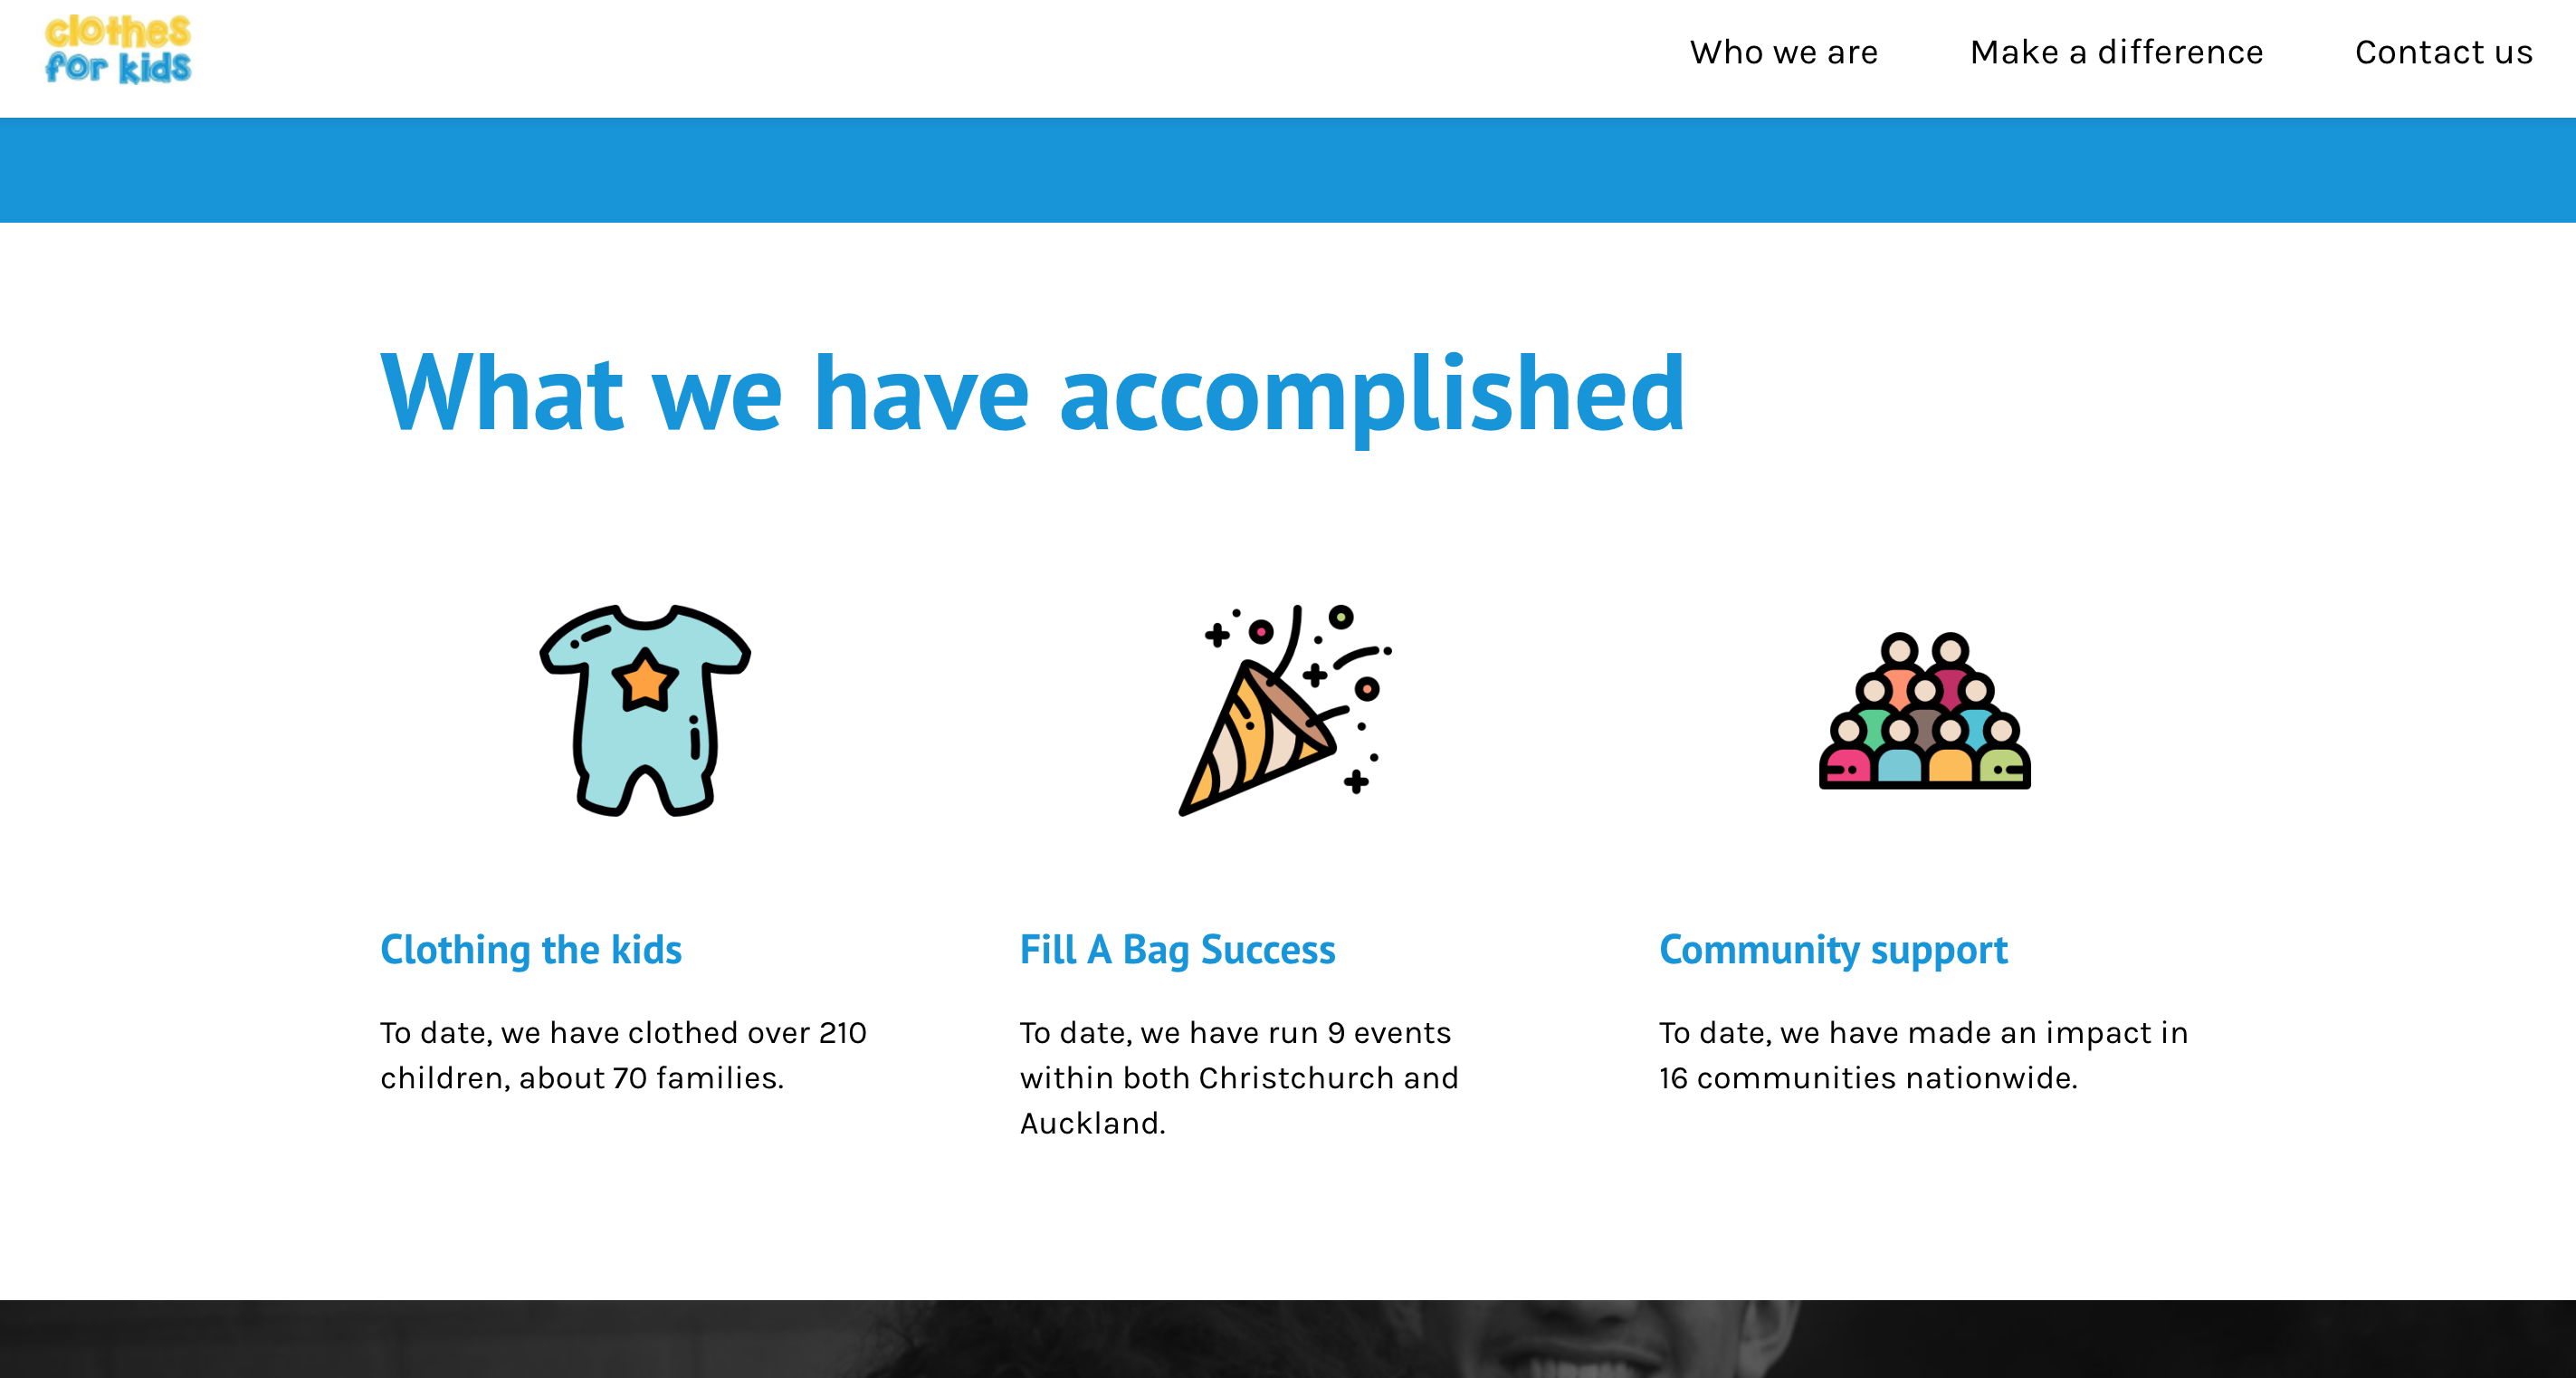 clothes
for kids
Who we are
Make a difference
Contact us
What we have accomplished
Clothing the kids
To date, we have clothed over 210
children, about 70 families.
Fill A Bag Success
To date, we have run 9 events
within both Christchurch and
Auckland.
Community support
To date, we have made an impact in
16 communities nationwide.